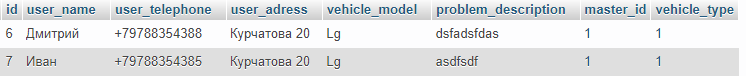 id user_name user_telephone user_adress vehicle_model problem_description master_id vehicle_type
6 Дмитрий +79788354388 Курчатова 20 Lg dsfadsfdas 1 1
7 Иван +79788354385 Курчатова 20 Lg asdfsdf 1 1